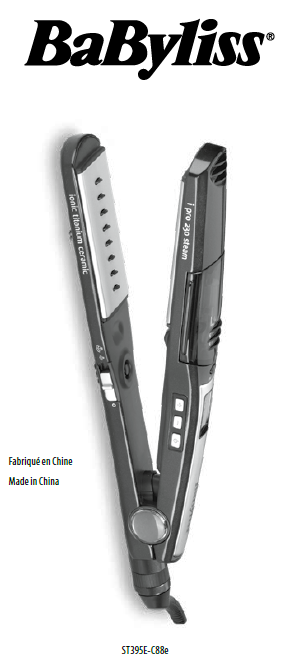 BaByliss®
ionic titanium ceramic
i pro 230 steam
Fabriqué en Chine
Made in China
ST395E-C88e